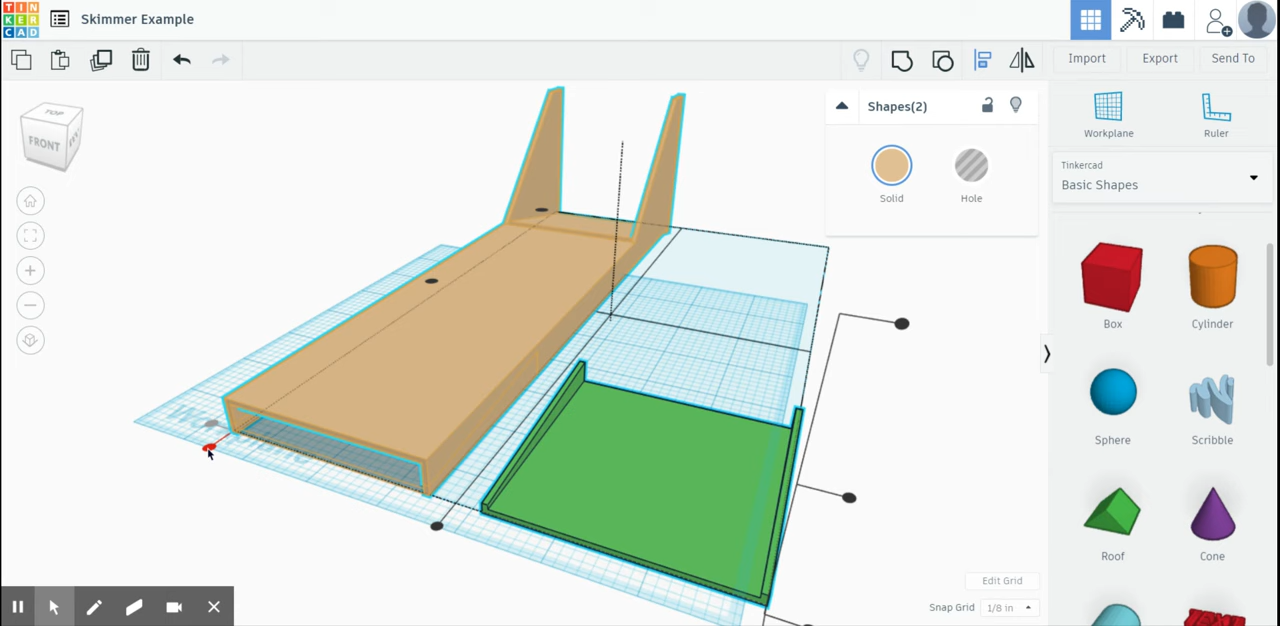 TIN
KER
CAD
Skimmer Example
Import
Export
Send To
TOP
FRONT
Shapes(2)
Solid
Hole
Workplane
Ruler
Tinkercad
Basic Shapes
Box
Cylinder
Sphere
Scribble
Roof
Cone
Edit Grid
Snap Grid
1/8 in